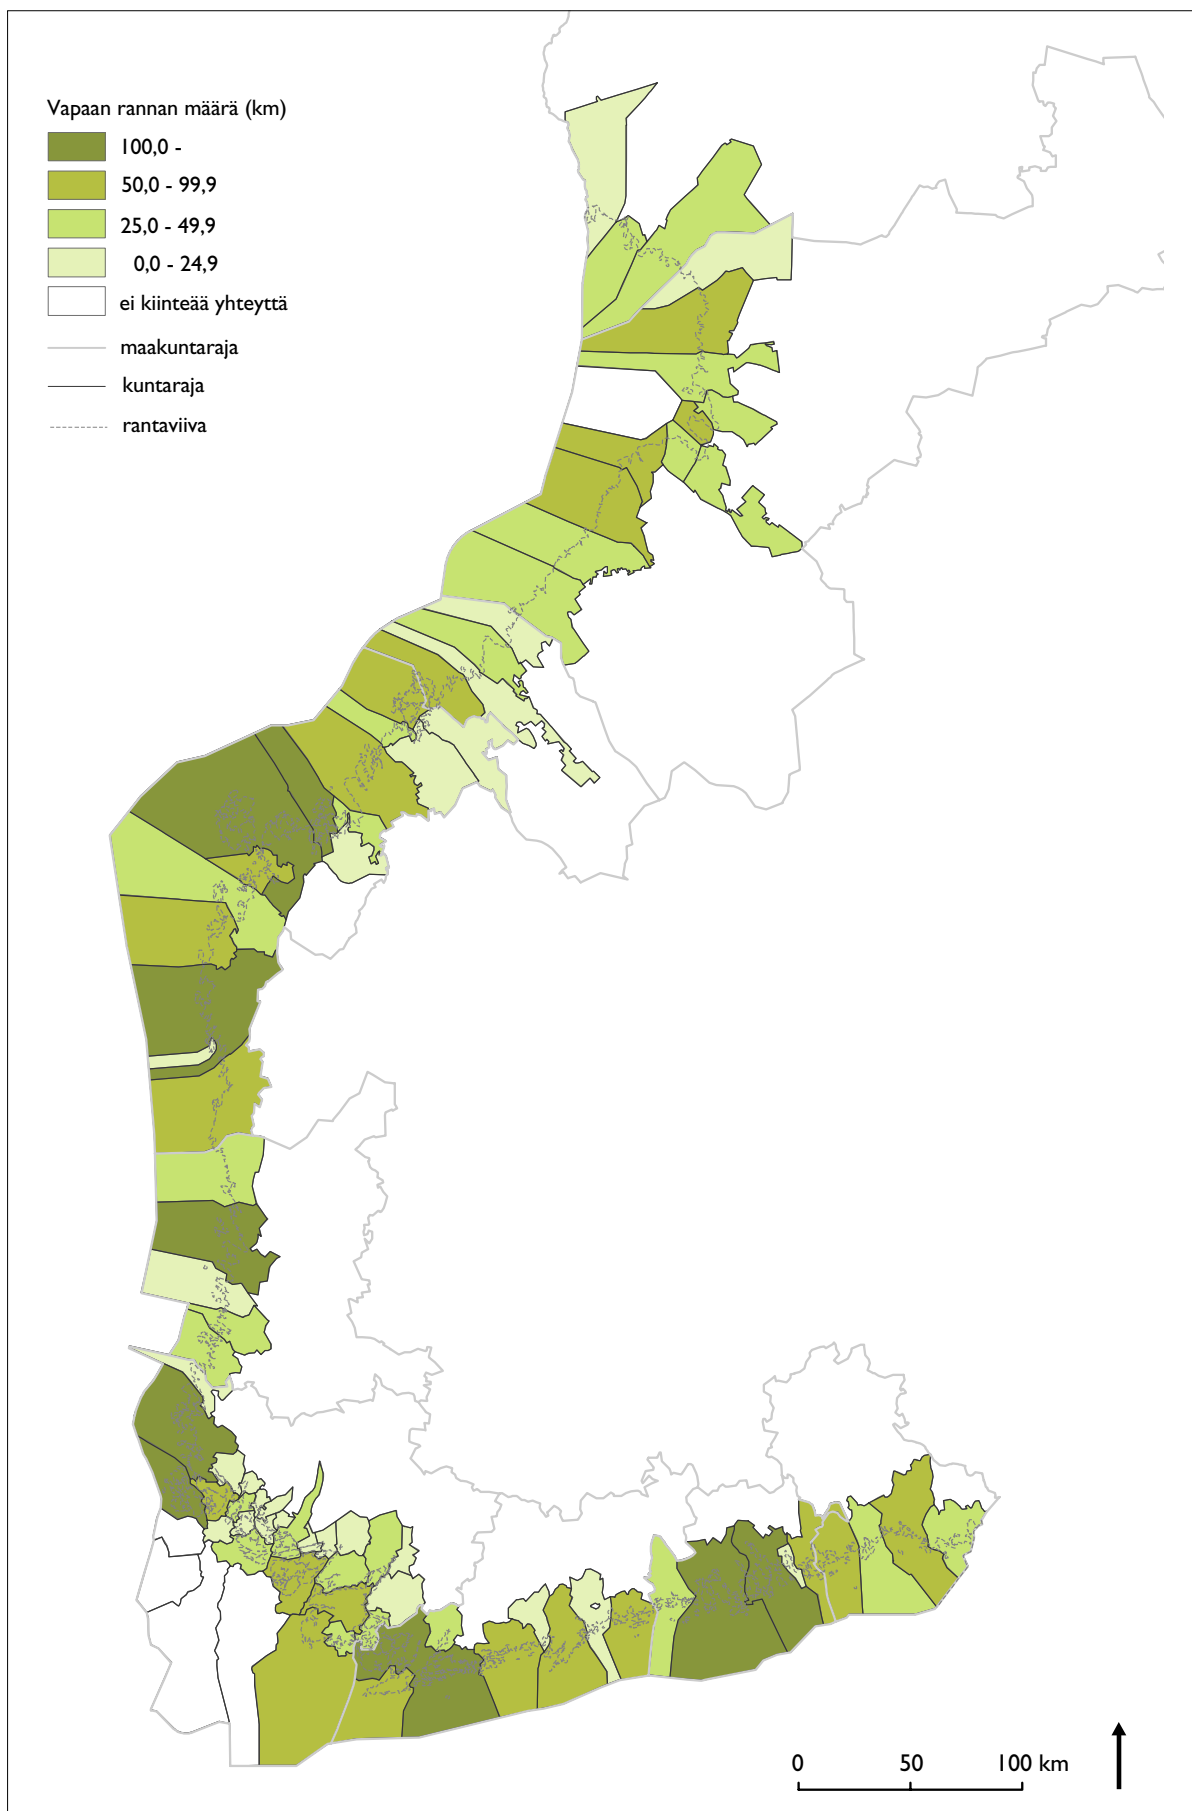 Vapaan rannan määrä (km)
100,0 -
50,0 - 99,9
25,0 - 49,9
0,0 - 24,9
ei kiinteää yhteyttä
maakuntaraja
kuntaraja
rantaviiva
0 50 100 km